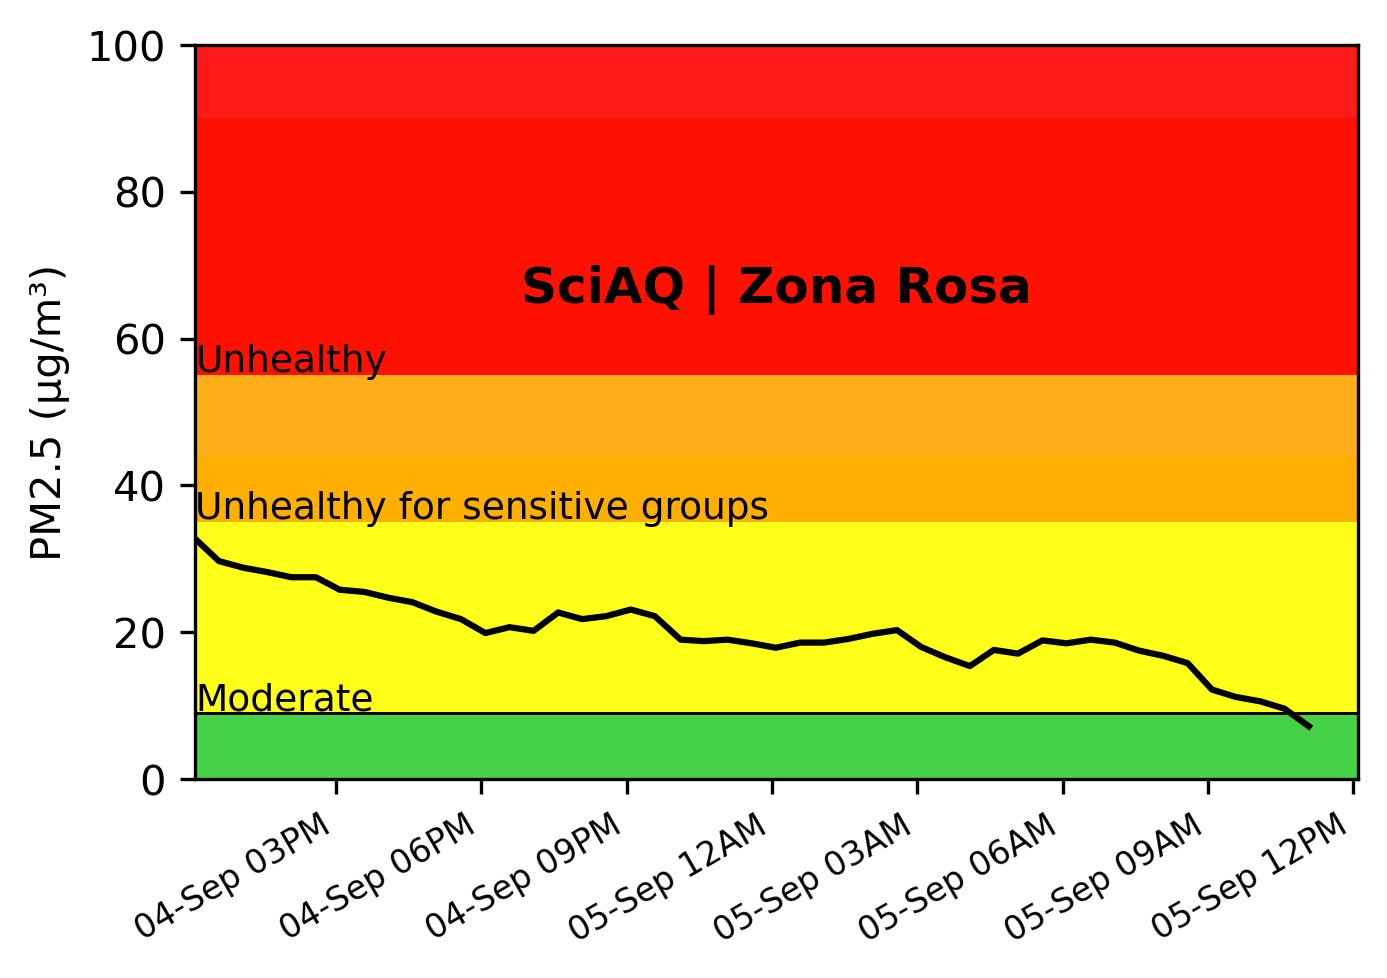 100
80
60
40
20
0
PM2.5 (µg/m³)
SciAQ | Zona Rosa
Unhealthy
Unhealthy for sensitive groups
Moderate
04-Sep 03PM
04-Sep 06PM
04-Sep 09PM
05-Sep 12AM
05-Sep 03AM
05-Sep 06AM
05-Sep 09AM
05-Sep 12PM